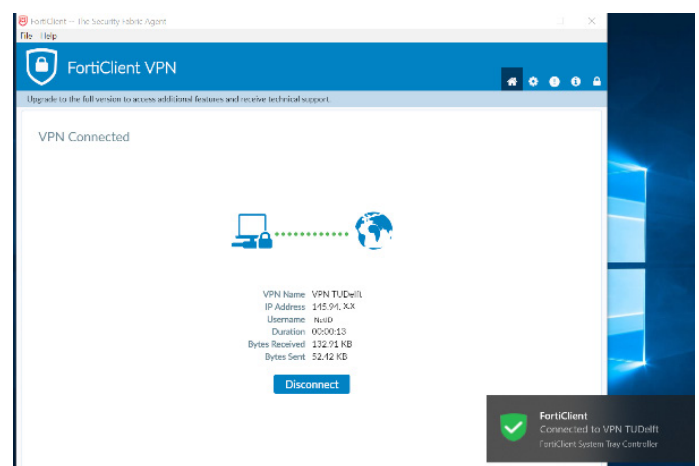 FortiClient -- The Security Fabric Agent
File Help
FortiClient VPN
Upgrade to the full version to access additional features and receive technical support.
VPN Connected
VPN Name VPN TUDelft
IP Address 145.94. X.X
Username NetID
Duration 00:00:13
Bytes Received 132.91 KB
Bytes Sent 52.42 KB
Disconnect
FortiClient
Connected to VPN TUDelft
FortiClient System Tray Controller